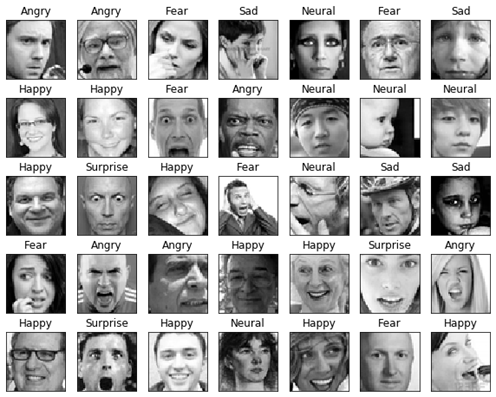 Angry Angry Fear Sad Neural Fear Sad
Happy Happy Fear Angry Neural Neural Neural
Happy Surprise Happy Fear Neural Sad Sad
Fear Angry Angry Happy Happy Surprise Angry
Happy Surprise Happy Neural Happy Fear Happy